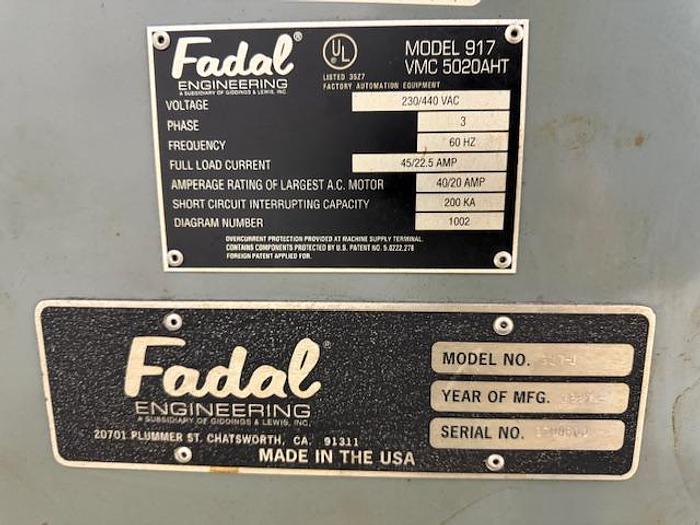 Fadal®
ENGINEERING
A SUBSIDIARY OF GIDDINGS & LEWIS, INC.
UL
LISTED 35Z7
FACTORY AUTOMATION EQUIPMENT
MODEL 917
VMC 5020AHT
VOLTAGE 230/440 VAC
PHASE 3
FREQUENCY 60 HZ
FULL LOAD CURRENT 45/22.5 AMP
AMPERAGE RATING OF LARGEST A.C. MOTOR 40/20 AMP
SHORT CIRCUIT INTERRUPTING CAPACITY 200 KA
DIAGRAM NUMBER 1002
OVERCURRENT PROTECTION PROVIDED AT MACHINE SUPPLY TERMINAL.
CONTAINS COMPONENTS PROTECTED BY U.S. PATENT NO. 5,0222,278
FOREIGN PATENT APPLIED FOR.
Fadal®
ENGINEERING
A SUBSIDIARY OF GIDDINGS & LEWIS, INC.
20701 PLUMMER ST. CHATSWORTH, CA. 91311
MADE IN THE USA
MODEL NO.
YEAR OF MFG.
SERIAL NO.